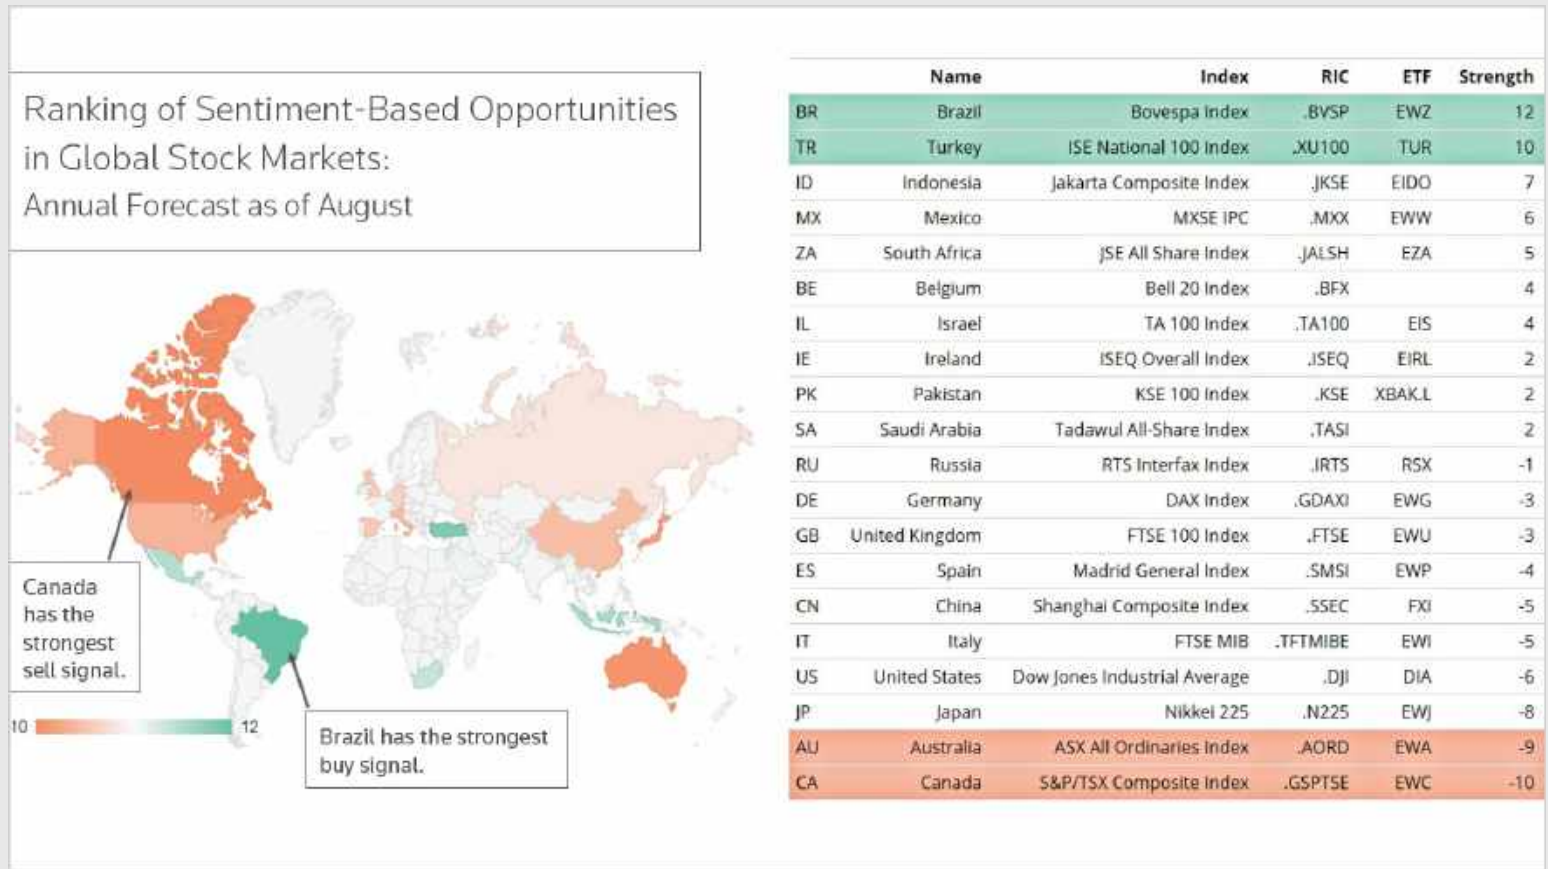 Ranking of Sentiment-Based Opportunities
in Global Stock Markets:
Annual Forecast as of August
Canada
has the
strongest
sell signal.
10
12
Brazil has the strongest
buy signal.
Name Index RIC ETF Strength
BR Brazil Bovespa Index .BVSP EWZ 12
TR Turkey ISE National 100 Index .XU100 TUR 10
ID Indonesia Jakarta Composite Index .JKSE EIDO 7
MX Mexico MXSE IPC .MXX EWW 6
ZA South Africa JSE All Share Index .JALSH EZA 5
BE Belgium Bell 20 Index .BFX 4
IL Israel TA 100 Index .TA100 EIS 4
IE Ireland ISEQ Overall Index .ISEQ EIRL 2
PK Pakistan KSE 100 Index .KSE XBAK.L 2
SA Saudi Arabia Tadawul All-Share Index .TASI 2
RU Russia RTS Interfax Index .IRTS RSX -1
DE Germany DAX Index .GDAXI EWG -3
GB United Kingdom FTSE 100 Index .FTSE EWU -3
ES Spain Madrid General Index .SMSI EWP -4
CN China Shanghai Composite Index .SSEC FXI -5
IT Italy FTSE MIB .TFTMIBE EWI -5
US United States Dow Jones Industrial Average .DJI DIA -6
JP Japan Nikkei 225 .N225 EWJ -8
AU Australia ASX All Ordinaries Index .AORD EWA -9
CA Canada S&P/TSX Composite Index .GSPTSE EWC -10